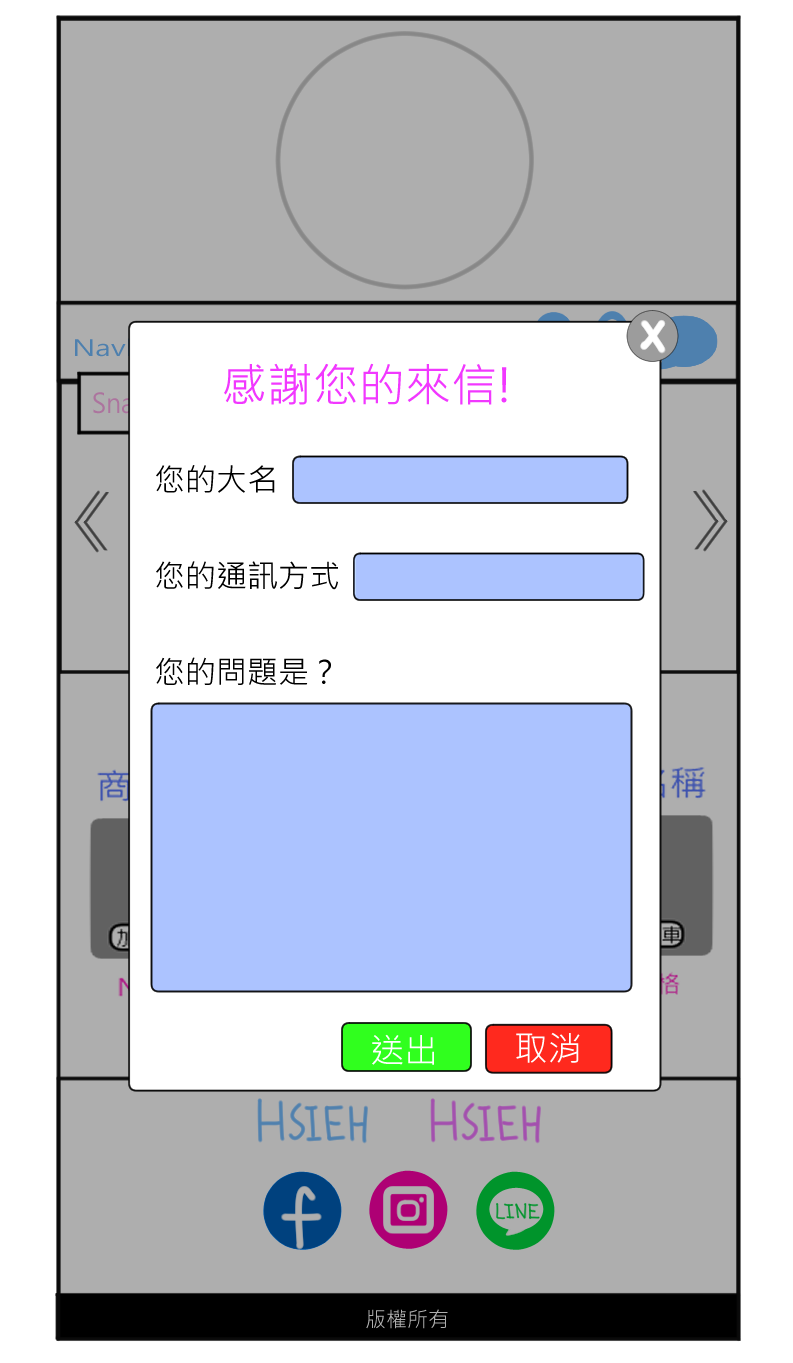 Nav
感謝您的來信!
Sna
您的大名
您的通訊方式
您的問題是？
商
稱
加
車
N
格
送出
取消
HSIEH HSIEH
LINE
版權所有